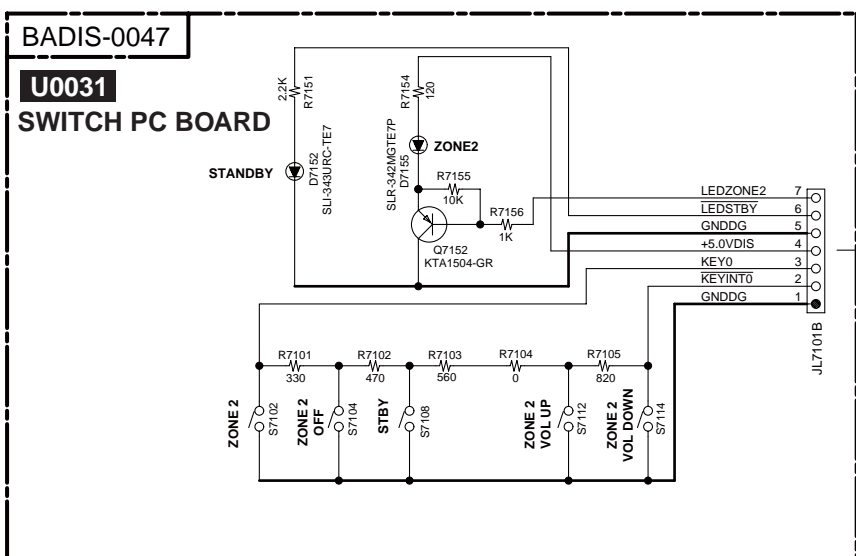 BADIS-0047
U0031
SWITCH PC BOARD
2.2K
R7151
R7154
120
STANDBY
D7152
SLI-343URC-TE7
SLR-342MGTE7P
D7155
ZONE2
R7155
10K
R7156
1K
Q7152
KTA1504-GR
LEDZONE2 7
LEDSTBY 6
GNDDG 5
+5.0VDIS 4
KEY0 3
KEYINT0 2
GNDDG 1
JL7101B
R7101
330
R7102
470
R7103
560
R7104
0
R7105
820
ZONE 2
S7102
ZONE 2
OFF
S7104
STBY
S7108
ZONE 2
VOL UP
S7112
ZONE 2
VOL DOWN
S7114